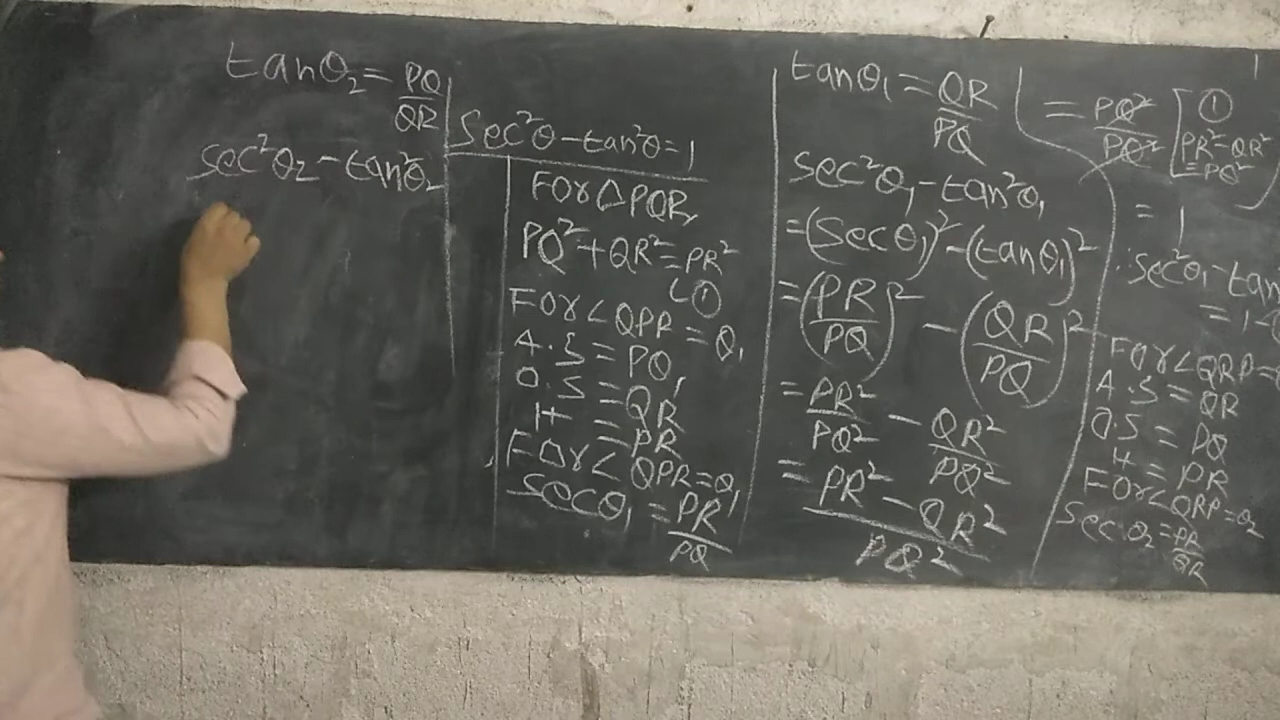 tanθ₂ = PQ/QR
sec²θ₂ - tan²θ₂
sec²θ - tan²θ = 1
For △PQR,
PQ² + QR² = PR²
①
For ∠QPR = θ₁
A.S = PQ
O.S = QR
H = PR
For ∠QPR = θ₁
secθ₁ = PR/PQ
tanθ₁ = QR/PQ
sec²θ₁ - tan²θ₁
= (secθ₁)² - (tanθ₁)²
= (PR/PQ)² - (QR/PQ)²
= PR²/PQ² - QR²/PQ²
= PR² - QR²/PQ²
= PQ²/PQ² [①
PR² - QR²
= PQ²
= 1
sec²θ₁ - tan
= 1
For ∠QRP =
A.S = QR
O.S = PQ
H = PR
For ∠QRP = θ₂
secθ₂ = PR/QR